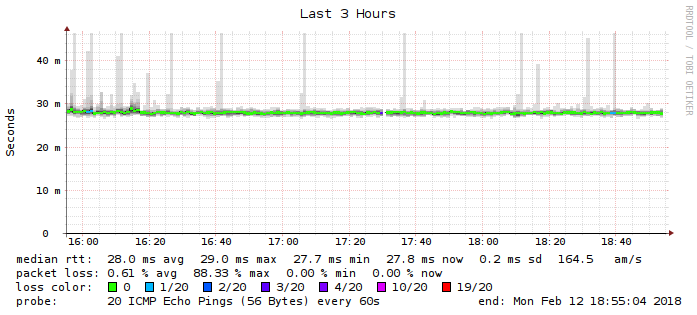 Last 3 Hours
RRDTOOL / TOBI OETIKER
Seconds
40 m
30 m
20 m
10 m
0
16:00 16:20 16:40 17:00 17:20 17:40 18:00 18:20 18:40
median rtt: 28.0 ms avg 29.0 ms max 27.7 ms min 27.8 ms now 0.2 ms sd 164.5 am/s
packet loss: 0.61 % avg 88.33 % max 0.00 % min 0.00 % now
loss color: 0 1/20 2/20 3/20 4/20 10/20 19/20
probe: 20 ICMP Echo Pings (56 Bytes) every 60s end: Mon Feb 12 18:55:04 2018